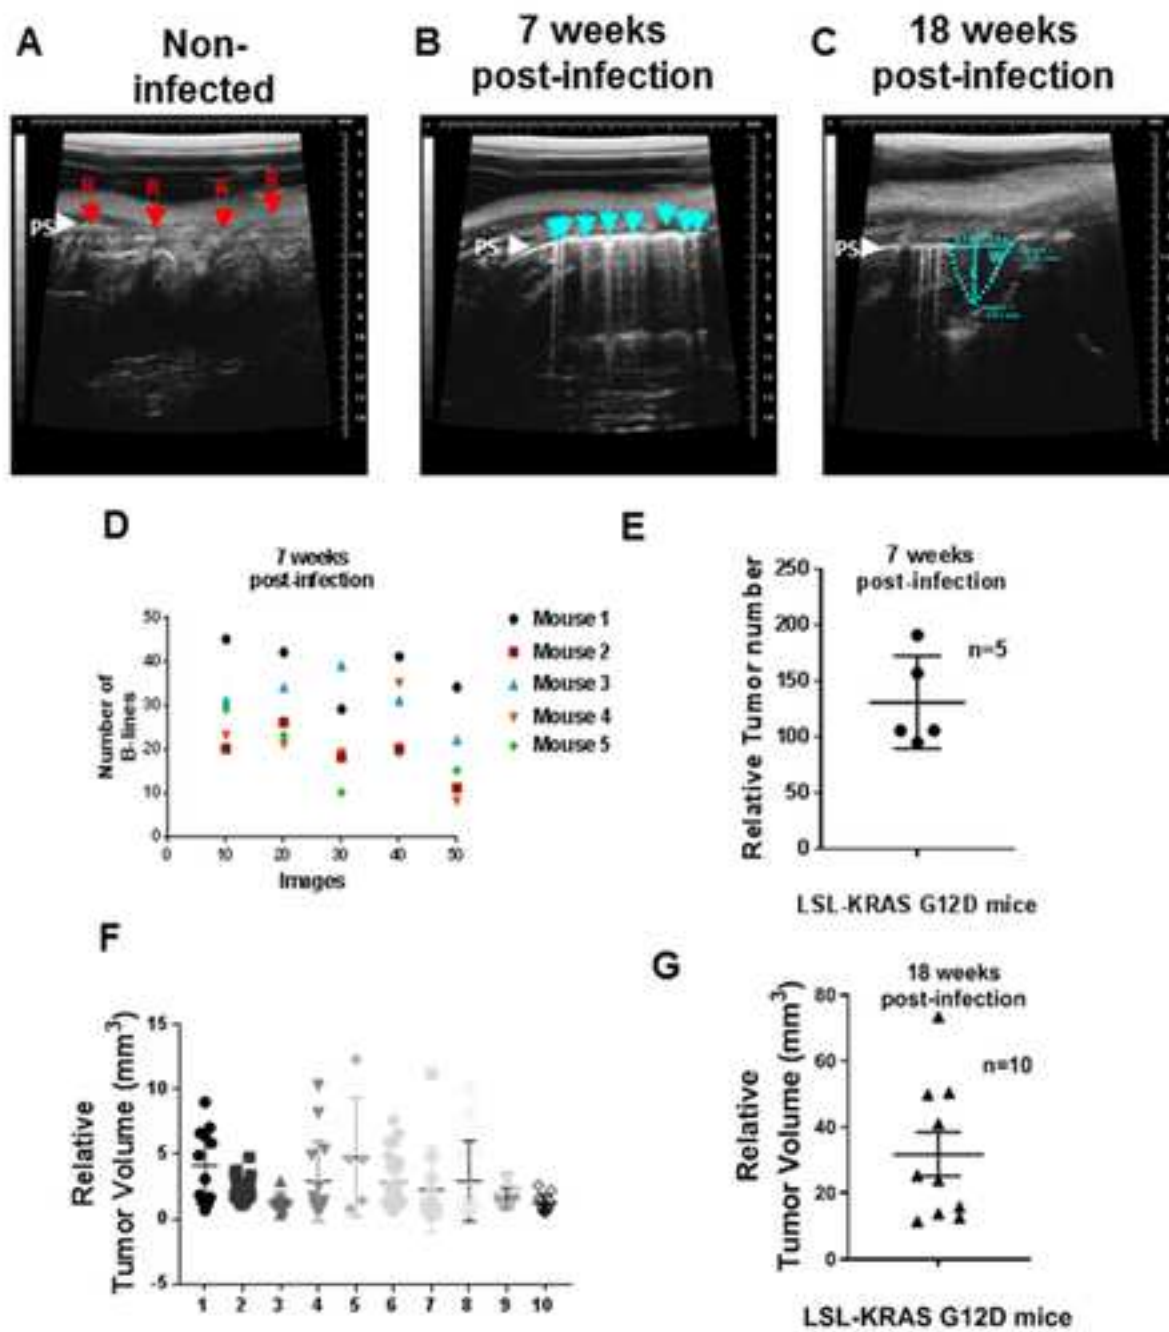 A
Non-
infected
B
7 weeks
post-infection
C
18 weeks
post-infection
R R R R
PS
PS
PS
D
7 weeks
post-infection
50
40
30
20
10
0
Number of
B-lines
0 10 20 30 40 50
Images
Mouse 1
Mouse 2
Mouse 3
Mouse 4
Mouse 5
E
7 weeks
post-infection
250
200
150
100
50
0
Relative Tumor number
n=5
LSL-KRAS G12D mice
F
15
10
5
0
-5
Relative
Tumor Volume (mm³)
1 2 3 4 5 6 7 8 9 10
G
18 weeks
post-infection
80
60
40
20
0
Relative
Tumor Volume (mm³)
n=10
LSL-KRAS G12D mice